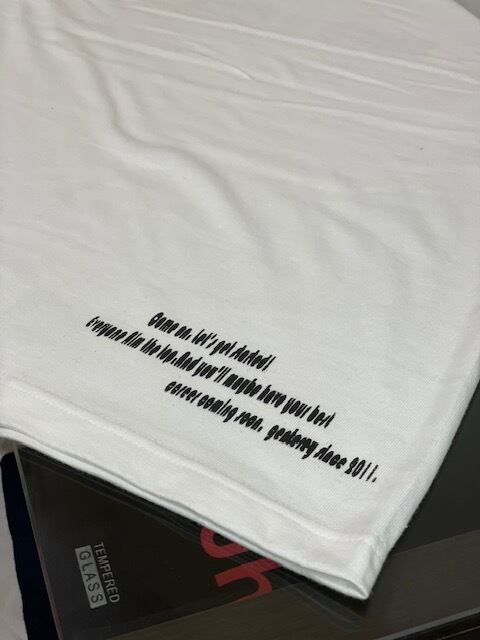 Come on. Let's get started!
Everyone Aim the top.And you'll maybe have your best
career coming soon. since 2011.
TEMPERED
GLASS